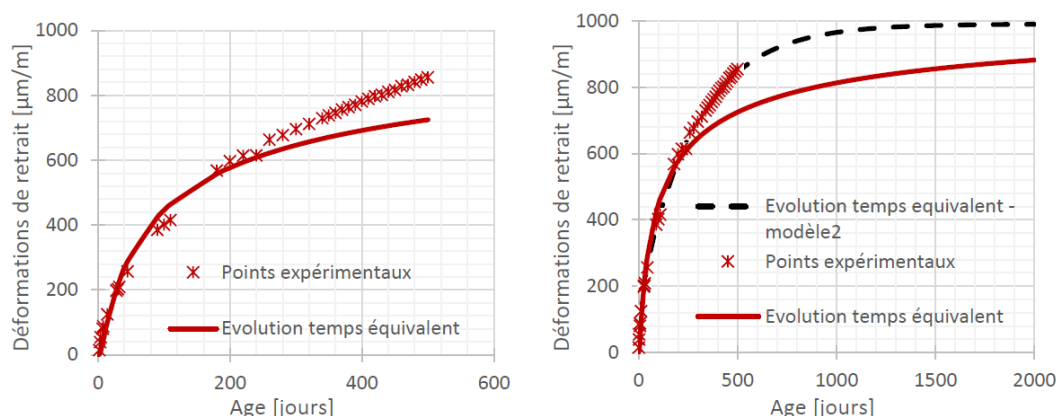 Déformations de retrait [µm/m]
1000
800
600
400
200
0
0
200
400
600
Age [jours]
Points expérimentaux
Evolution temps équivalent
Déformations de retrait [µm/m]
1000
800
600
400
200
0
0
500
1000
1500
2000
Age [jours]
Evolution temps equivalent -
modèle2
Points expérimentaux
Evolution temps équivalent